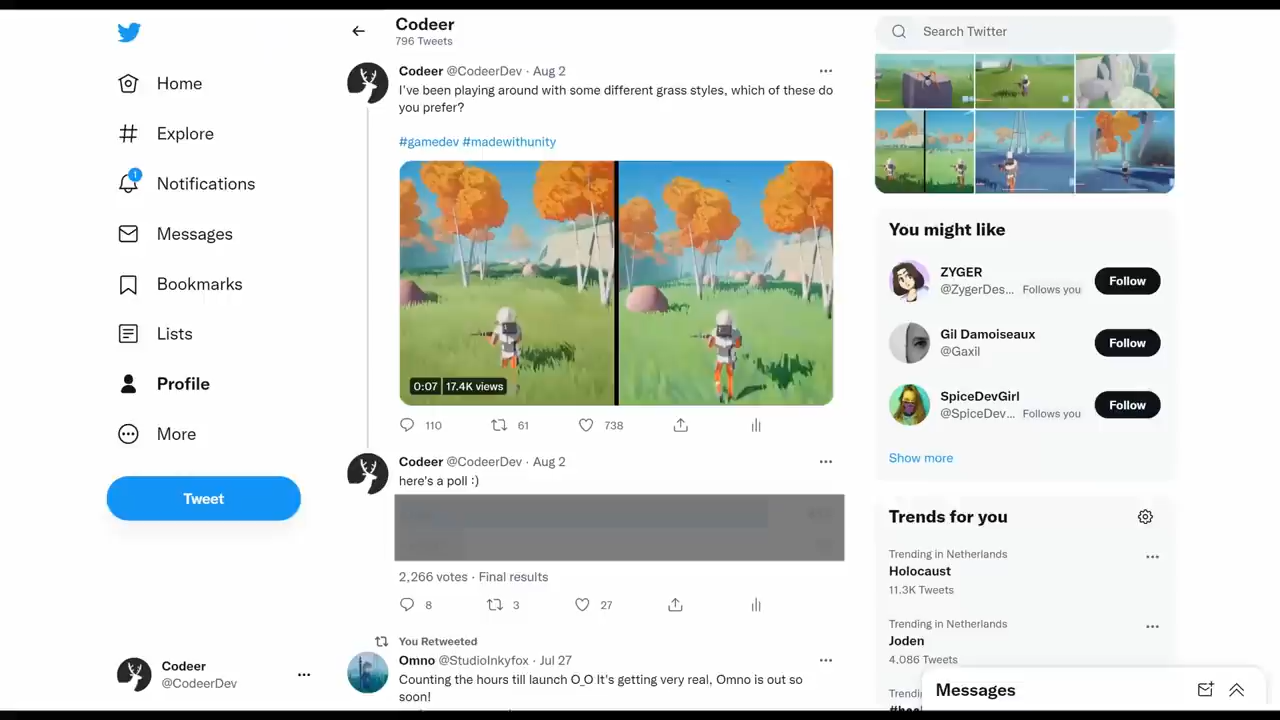 Home
Explore
1
Notifications
Messages
Bookmarks
Lists
Profile
More
Tweet
Codeer
@CodeerDev
Codeer
796 Tweets
Codeer @CodeerDev · Aug 2
I've been playing around with some different grass styles, which of these do
you prefer?
#gamedev #madewithunity
0:07 17.4K views
110 61 738
Codeer @CodeerDev · Aug 2
here's a poll :)
2,266 votes · Final results
8 3 27
You Retweeted
Omno @StudioInkyfox · Jul 27
Counting the hours till launch O_O It's getting very real, Omno is out so
soon!
Search Twitter
You might like
ZYGER
@ZygerDes... Follows you
Follow
Gil Damoiseaux
@Gaxil
Follow
SpiceDevGirl
@SpiceDev... Follows you
Follow
Show more
Trends for you
Trending in Netherlands
Holocaust
11.3K Tweets
Trending in Netherlands
Joden
4,086 Tweets
Messages